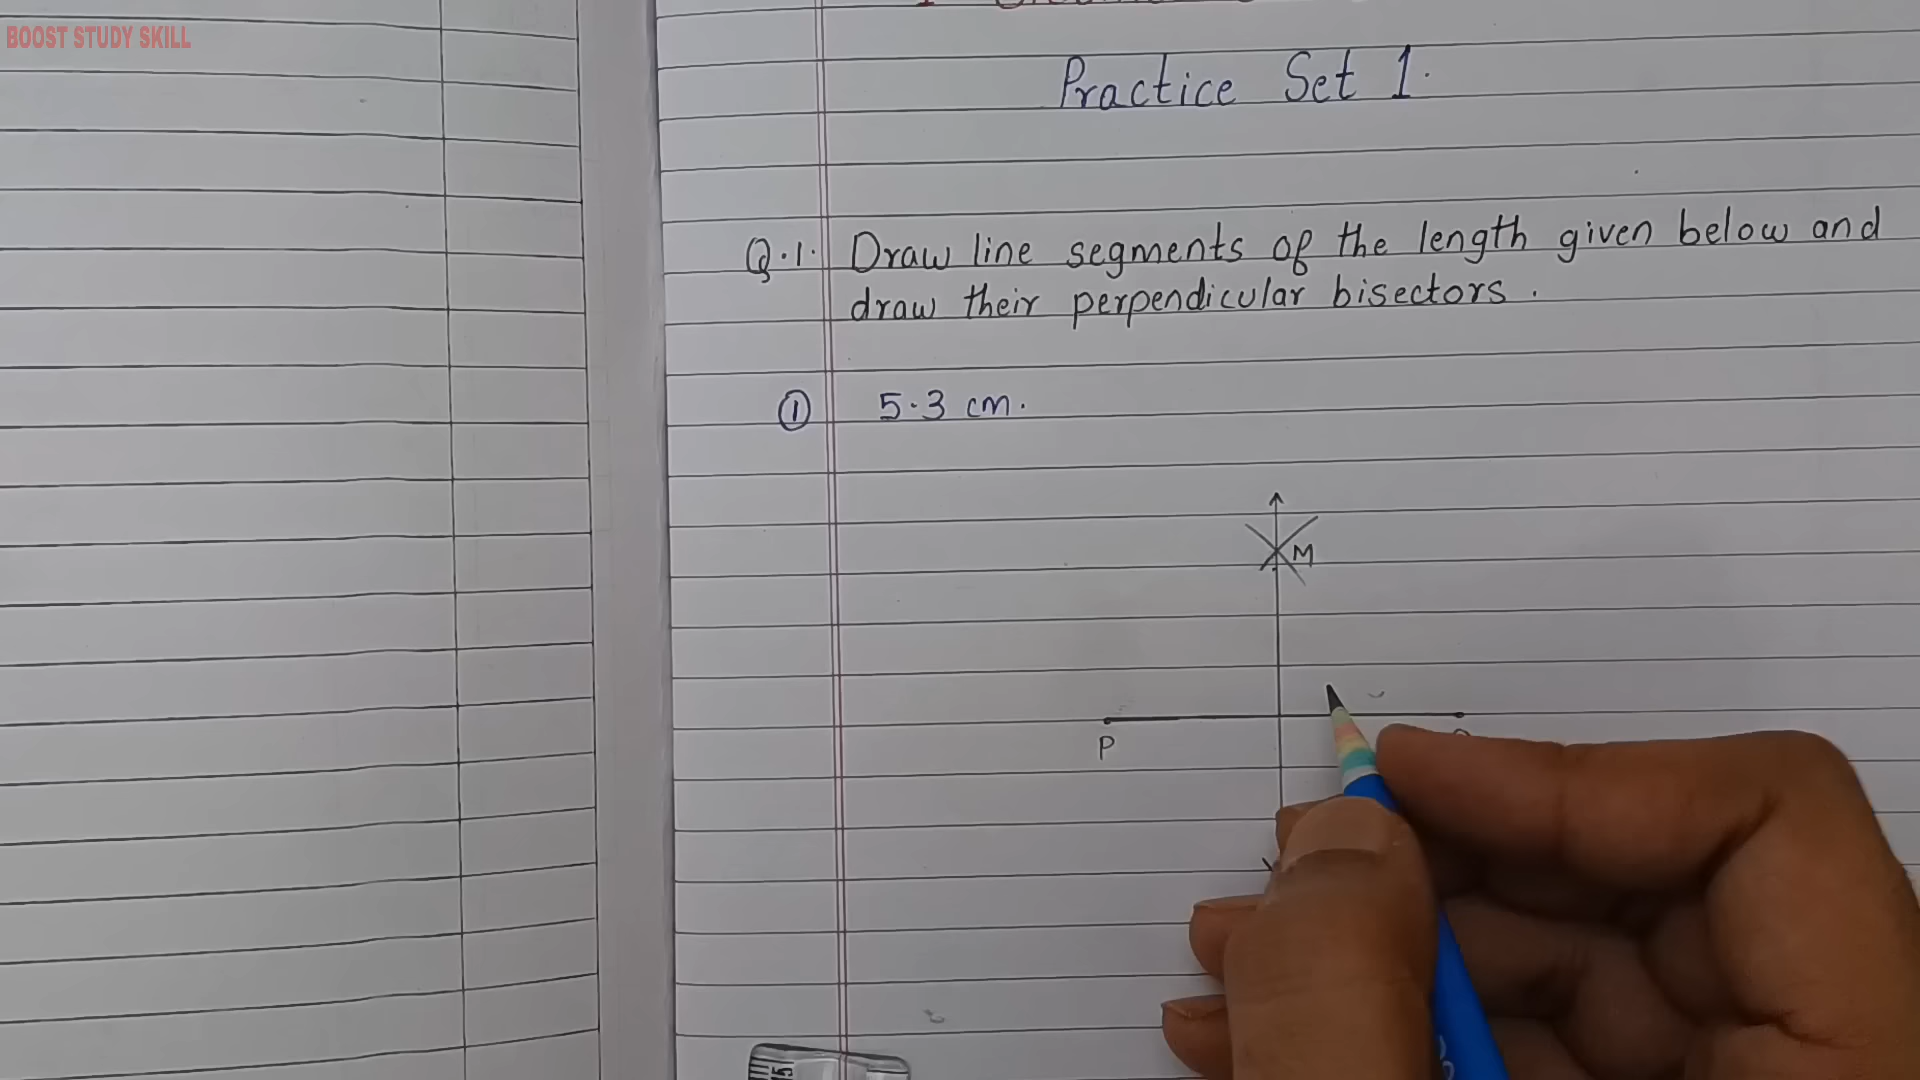 BOOST STUDY SKILL
Practice Set 1.
Q.1. Draw line segments of the length given below and
draw their perpendicular bisectors.
① 5.3 cm.
M
P
15